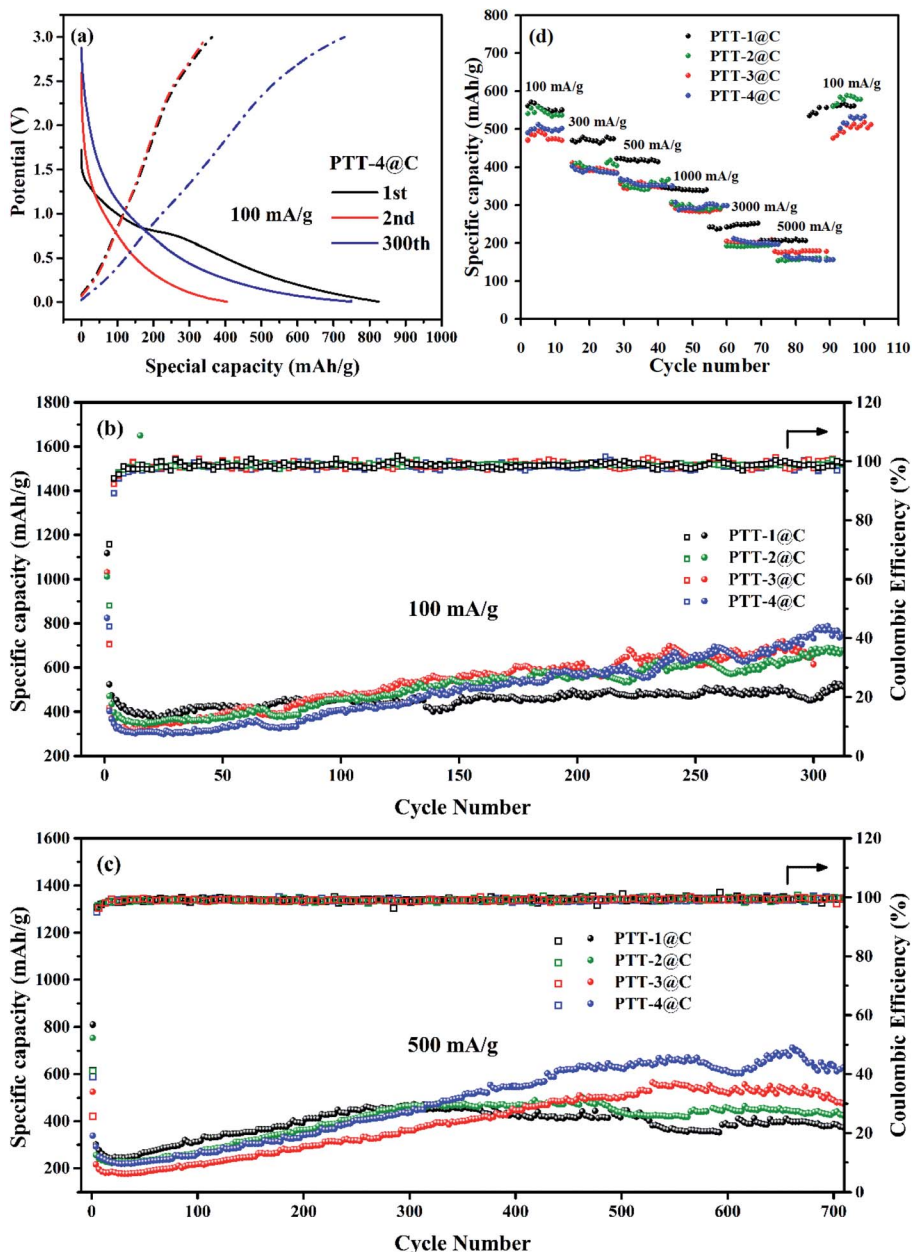 (a)
3.0
2.5
2.0
1.5
1.0
0.5
0.0
Potential (V)
PTT-4@C
1st
100 mA/g
2nd
300th
0 100 200 300 400 500 600 700 800 900 1000
Special capacity (mAh/g)
(d)
800
700
600
500
400
300
200
100
0
Specific capacity (mAh/g)
PTT-1@C
PTT-2@C
PTT-3@C
PTT-4@C
100 mA/g
100 mA/g
300 mA/g
500 mA/g
1000 mA/g
3000 mA/g
5000 mA/g
0 10 20 30 40 50 60 70 80 90 100 110
Cycle number
(b)
1800
1600
1400
1200
1000
800
600
400
200
Specific capacity (mAh/g)
PTT-1@C
PTT-2@C
PTT-3@C
PTT-4@C
100 mA/g
120
100
80
60
40
20
0
Coulombic Efficiency (%)
0 50 100 150 200 250 300
Cycle Number
(c)
1600
1400
1200
1000
800
600
400
200
Specific capacity (mAh/g)
PTT-1@C
PTT-2@C
PTT-3@C
PTT-4@C
500 mA/g
120
100
80
60
40
20
0
Coulombic Efficiency (%)
0 100 200 300 400 500 600 700
Cycle Number